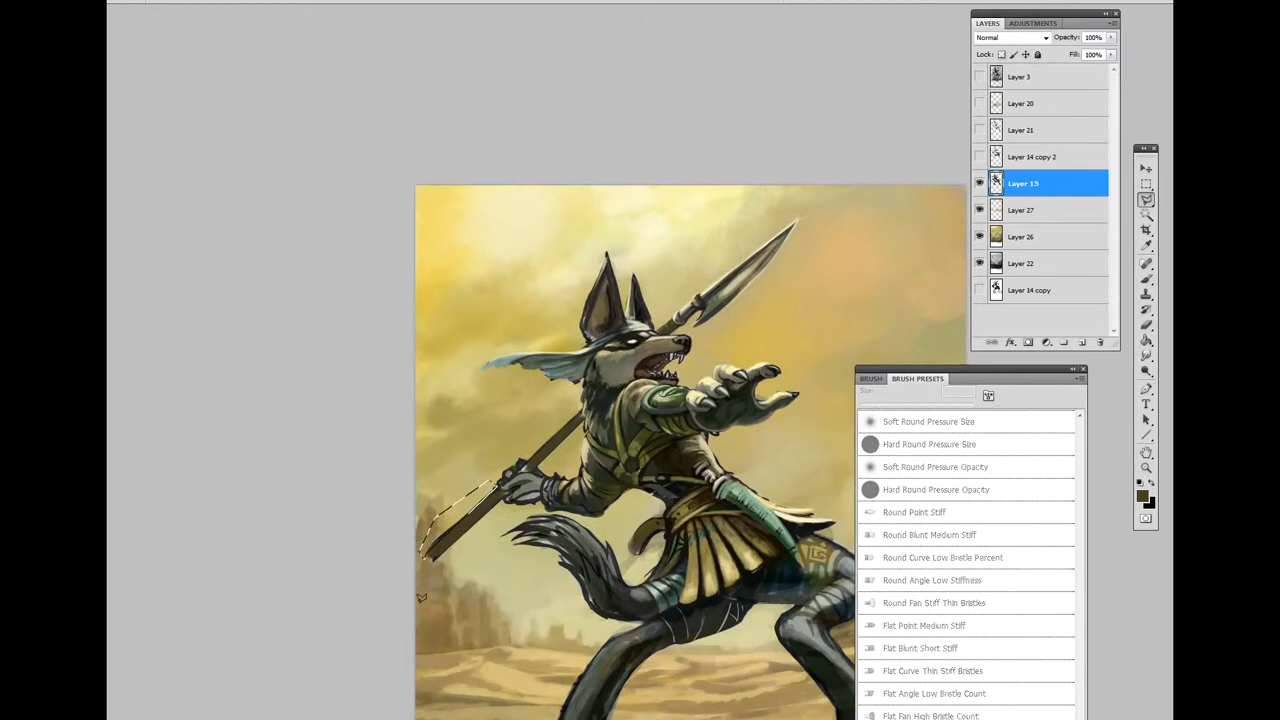 LAYERS ADJUSTMENTS
Normal Opacity: 100%
Lock: Fill: 100%
Layer 3
Layer 20
Layer 21
Layer 14 copy 2
Layer 15
Layer 27
Layer 26
Layer 22
Layer 14 copy
BRUSH BRUSH PRESETS
Size:
Soft Round Pressure Size
Hard Round Pressure Size
Soft Round Pressure Opacity
Hard Round Pressure Opacity
Round Point Stiff
Round Blunt Medium Stiff
Round Curve Low Bristle Percent
Round Angle Low Stiffness
Round Fan Stiff Thin Bristles
Flat Point Medium Stiff
Flat Blunt Short Stiff
Flat Curve Thin Stiff Bristles
Flat Angle Low Bristle Count
Flat Fan High Bristle Count